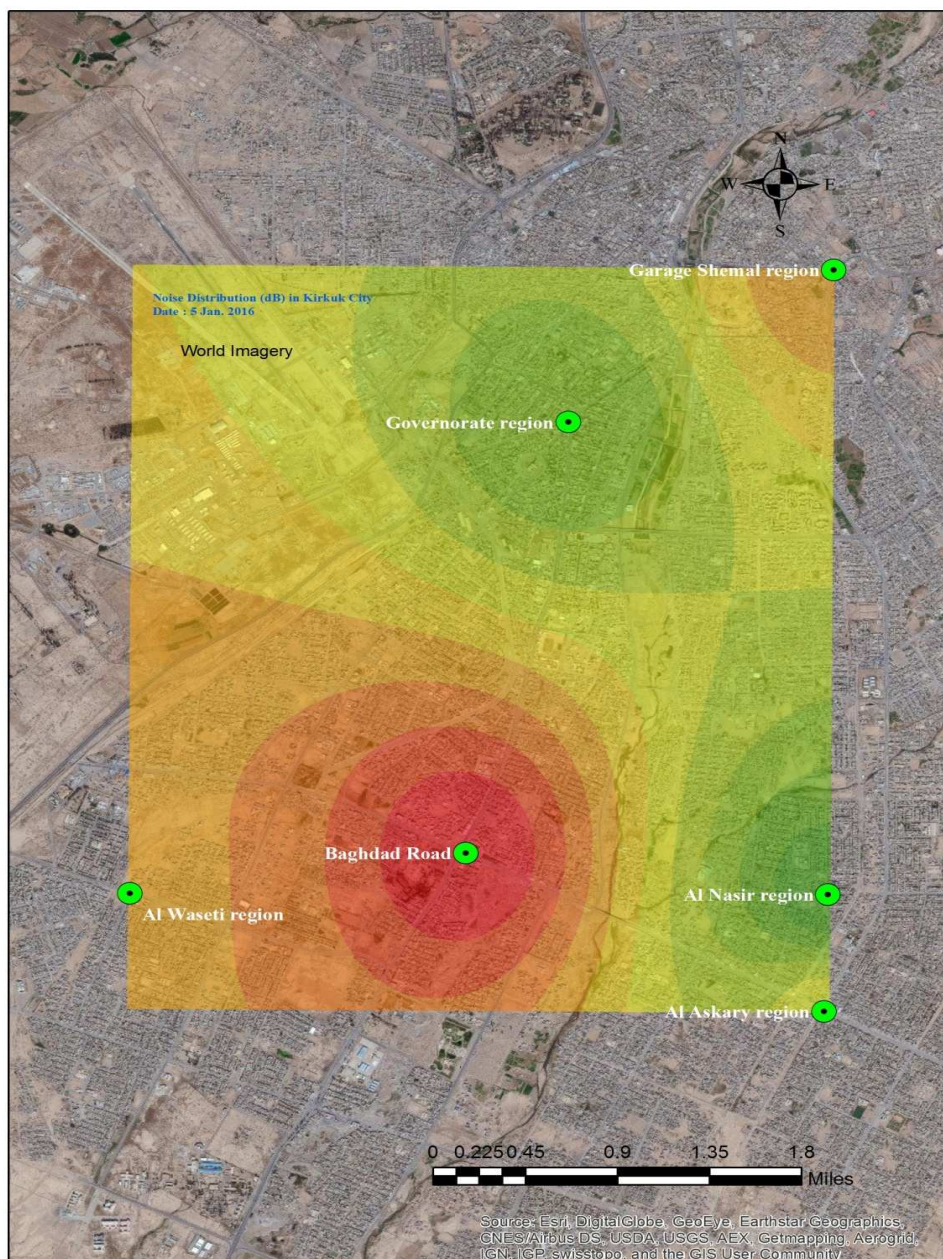 N
W E
S
Garage Shemal region
Noise Distribution (dB) in Kirkuk City
Date : 5 Jan. 2016
World Imagery
Governorate region
Baghdad Road
Al Nasir region
Al Waseti region
Al Askary region
0 0.225 0.45 0.9 1.35 1.8
Miles
Source: Esri, DigitalGlobe, GeoEye, Earthstar Geographics,
CNES/Airbus DS, USDA, USGS, AEX, Getmapping, Aerogrid,
IGN, IGP, swisstopo, and the GIS User Community